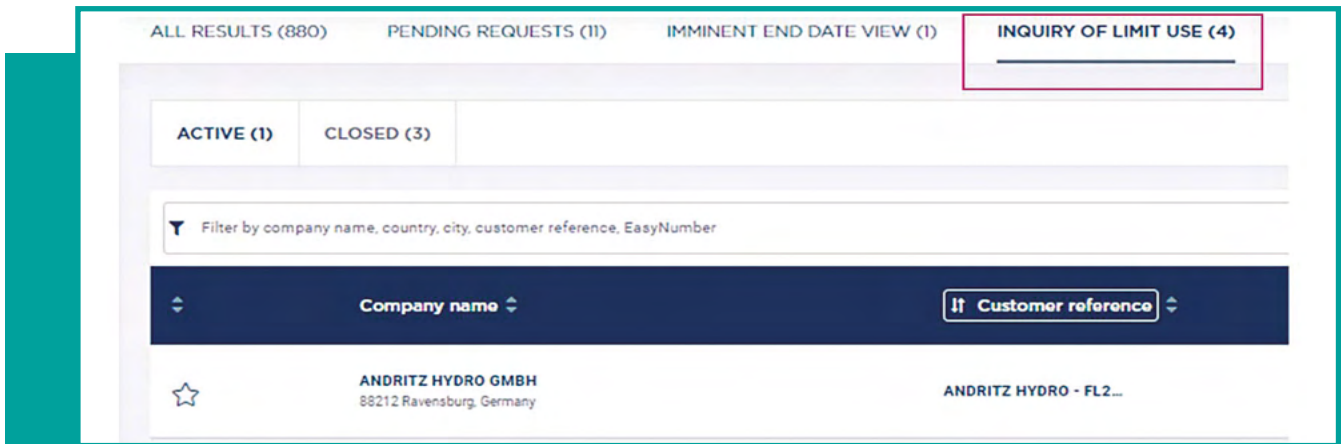 ALL RESULTS (880) PENDING REQUESTS (11) IMMINENT END DATE VIEW (1) INQUIRY OF LIMIT USE (4)
ACTIVE (1) CLOSED (3)
Filter by company name, country, city, customer reference, EasyNumber
Company name Customer reference
ANDRITZ HYDRO GMBH ANDRITZ HYDRO - FL2...
88212 Ravensburg, Germany